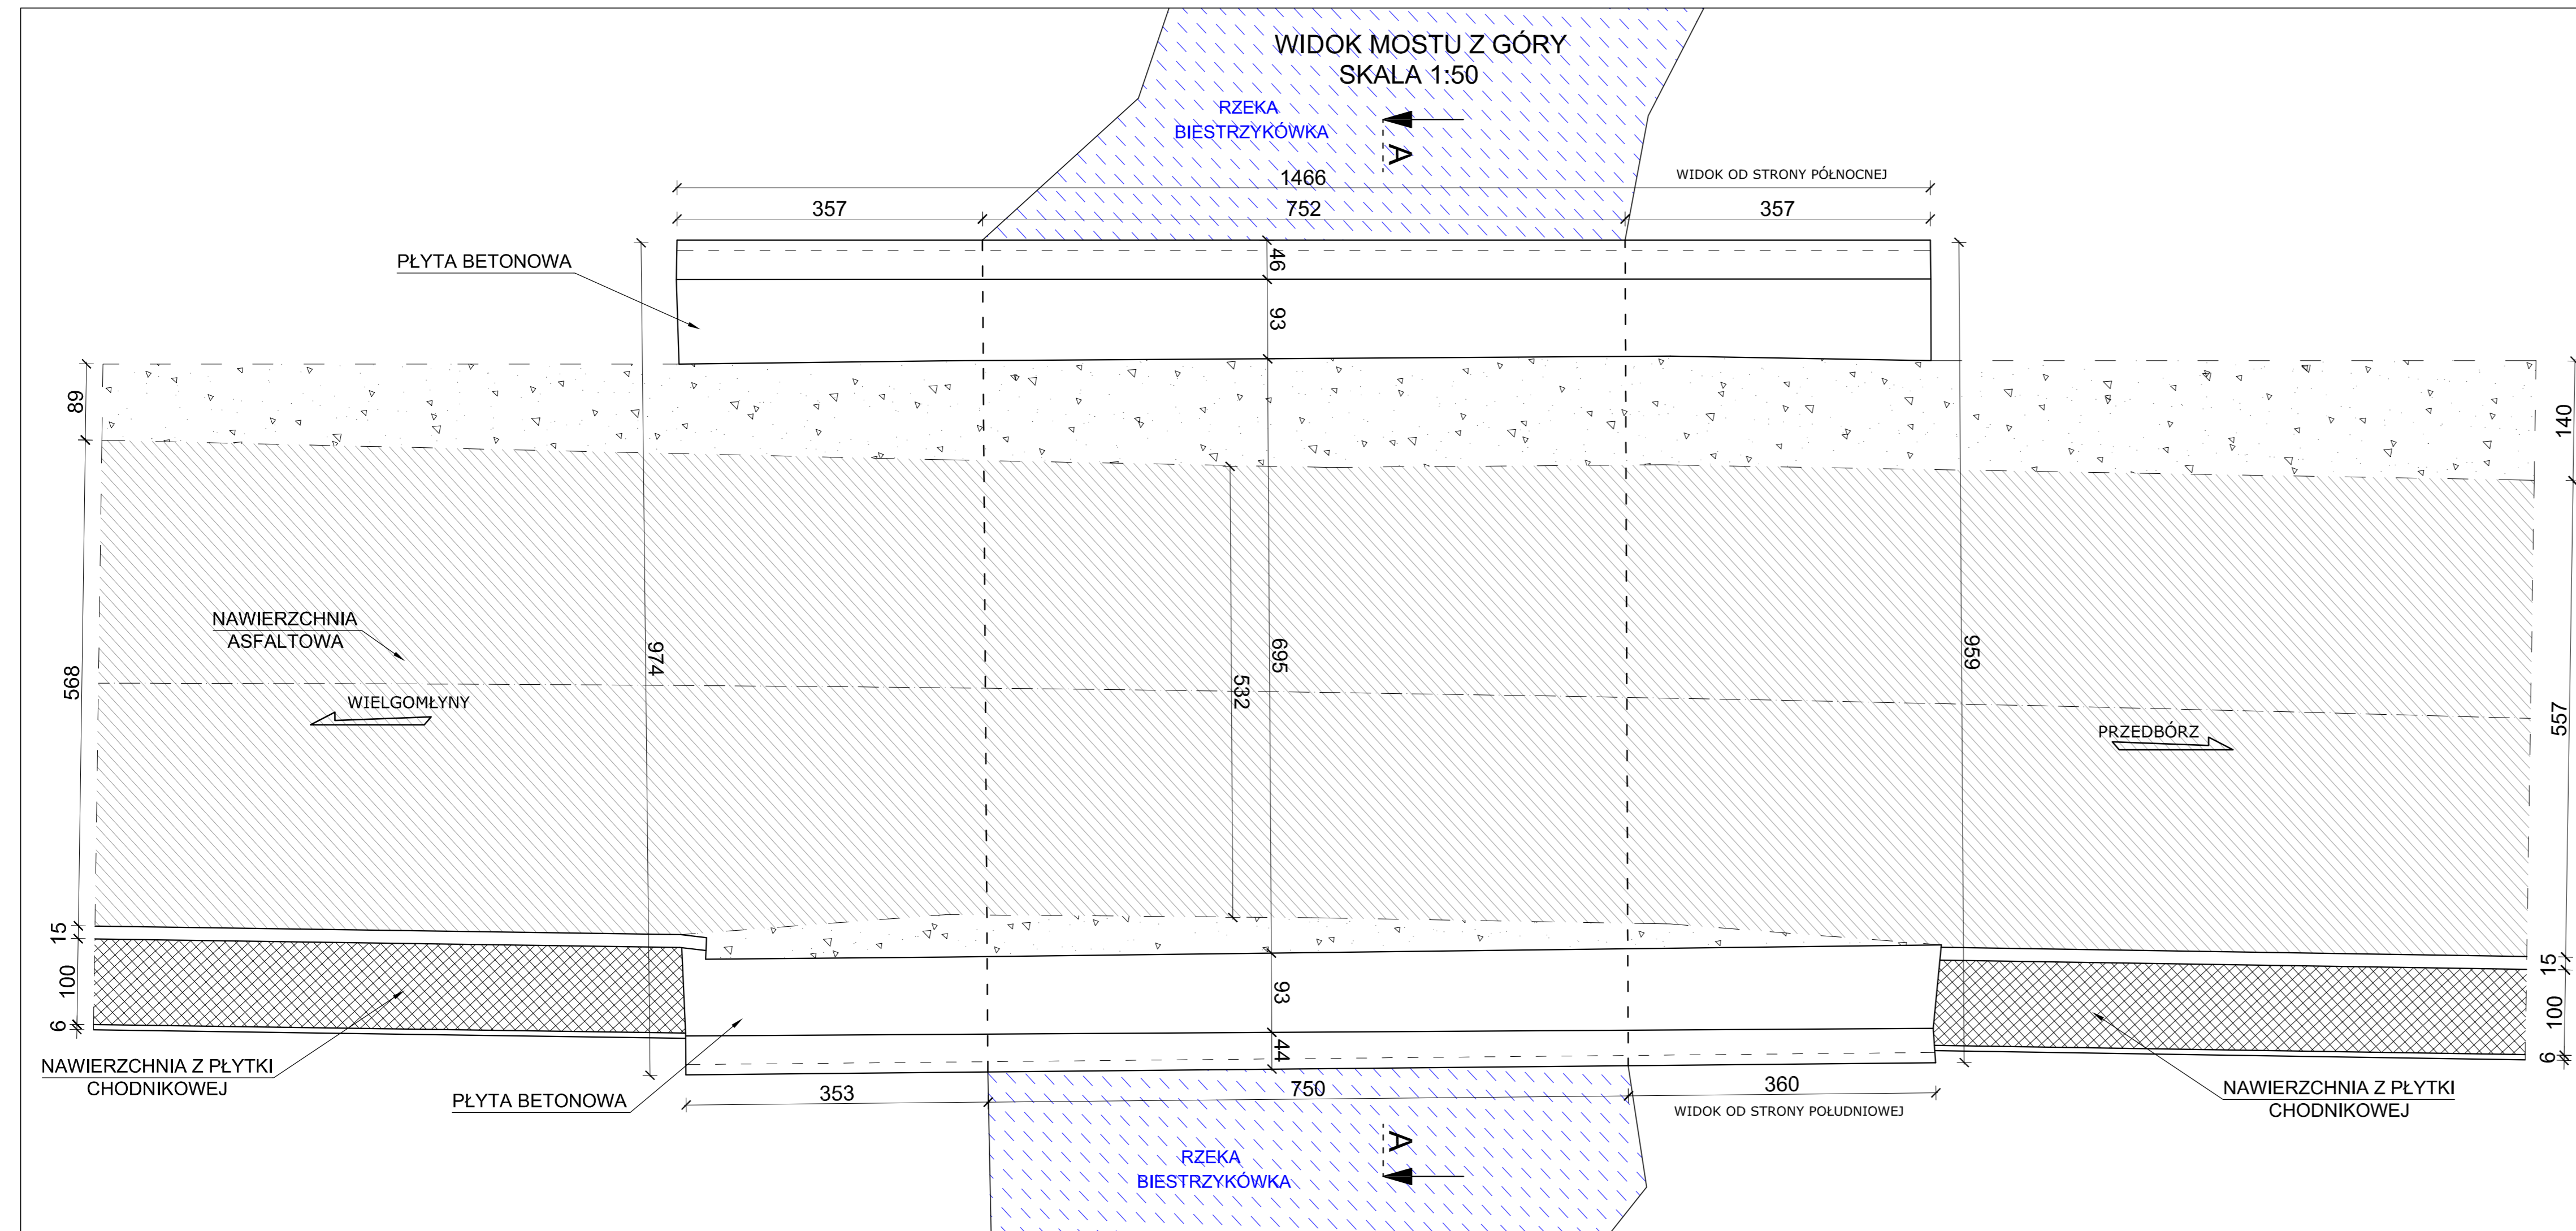 WIDOK MOSTU Z GÓRY
SKALA 1:50
RZEKA
BIESTRZYKÓWKA
A
WIDOK OD STRONY PÓŁNOCNEJ
1466
357
752
357
PŁYTA BETONOWA
46
93
89
140
NAWIERZCHNIA
ASFALTOWA
568
974
532
695
959
557
WIELGOMŁYNY
PRZEDBÓRZ
15
100
6
93
44
15
100
6
NAWIERZCHNIA Z PŁYTKI
CHODNIKOWEJ
PŁYTA BETONOWA
353
750
360
WIDOK OD STRONY POŁUDNIOWEJ
NAWIERZCHNIA Z PŁYTKI
CHODNIKOWEJ
A
RZEKA
BIESTRZYKÓWKA